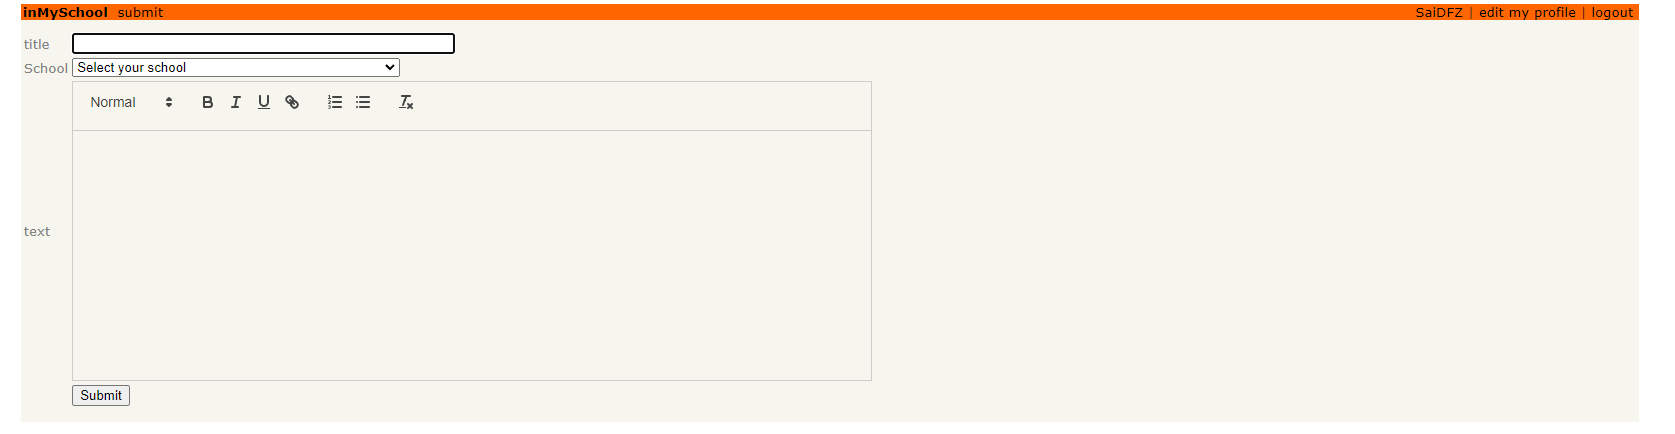 inMySchool submit SaiDFZ | edit my profile | logout
title
School Select your school
Normal
text
Submit